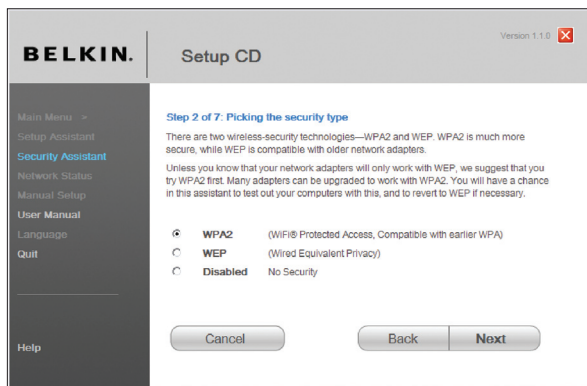 BELKIN.
Setup CD
Version 1.1.0
Main Menu >
Setup Assistant
Security Assistant
Network Status
Manual Setup
User Manual
Language
Quit
Help
Step 2 of 7: Picking the security type
There are two wireless-security technologies—WPA2 and WEP. WPA2 is much more
secure, while WEP is compatible with older network adapters.
Unless you know that your network adapters will only work with WEP, we suggest that you
try WPA2 first. Many adapters can be upgraded to work with WPA2. You will have a chance
in this assistant to test out your computers with this, and to revert to WEP if necessary.
WPA2 (WiFi® Protected Access, Compatible with earlier WPA)
WEP (Wired Equivalent Privacy)
Disabled No Security
Cancel Back Next